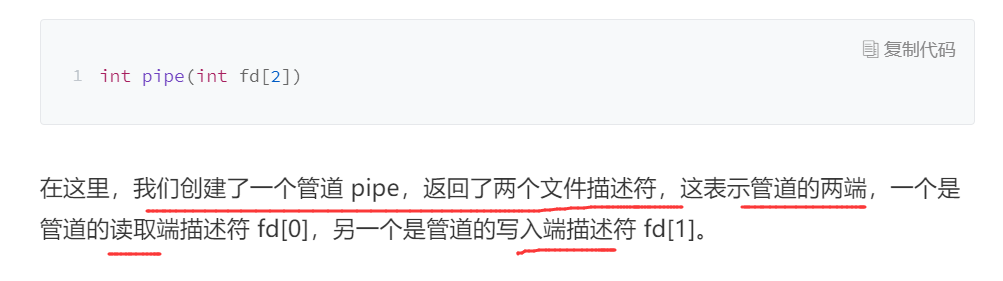 复制代码
1 int pipe(int fd[2])
在这里，我们创建了一个管道 pipe，返回了两个文件描述符，这表示管道的两端，一个是
管道的读取端描述符 fd[0]，另一个是管道的写入端描述符 fd[1]。